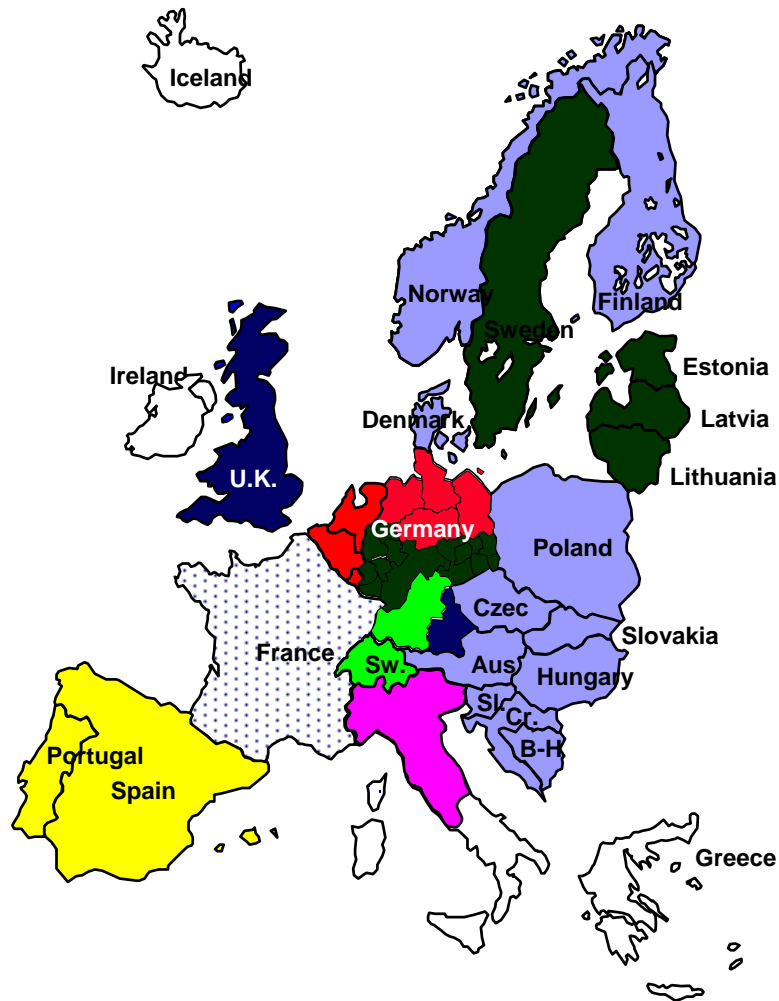 Iceland
Norway
Finland
Sweden
Ireland
Estonia
Denmark
Latvia
U.K.
Lithuania
Germany
Poland
Czec
Slovakia
France
Sw.
Aus
Hungary
Sl.
Cr.
B-H
Portugal
Spain
Greece